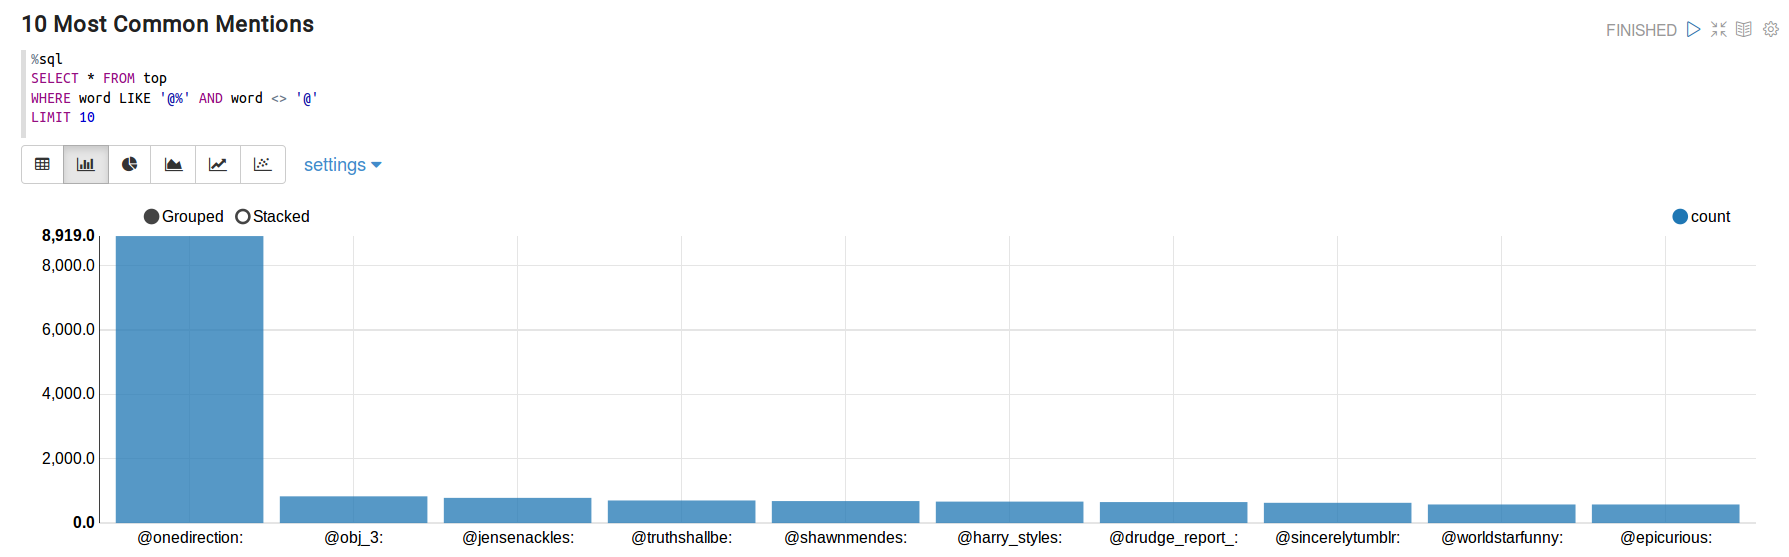 10 Most Common Mentions
FINISHED
%sql
SELECT * FROM top
WHERE word LIKE '@%' AND word <> '@'
LIMIT 10
settings
Grouped Stacked count
8,919.0
8,000.0
6,000.0
4,000.0
2,000.0
0.0
@onedirection: @obj_3: @jensenackles: @truthshallbe: @shawnmendes: @harry_styles: @drudge_report_: @sincerelytumblr: @worldstarfunny: @epicurious: